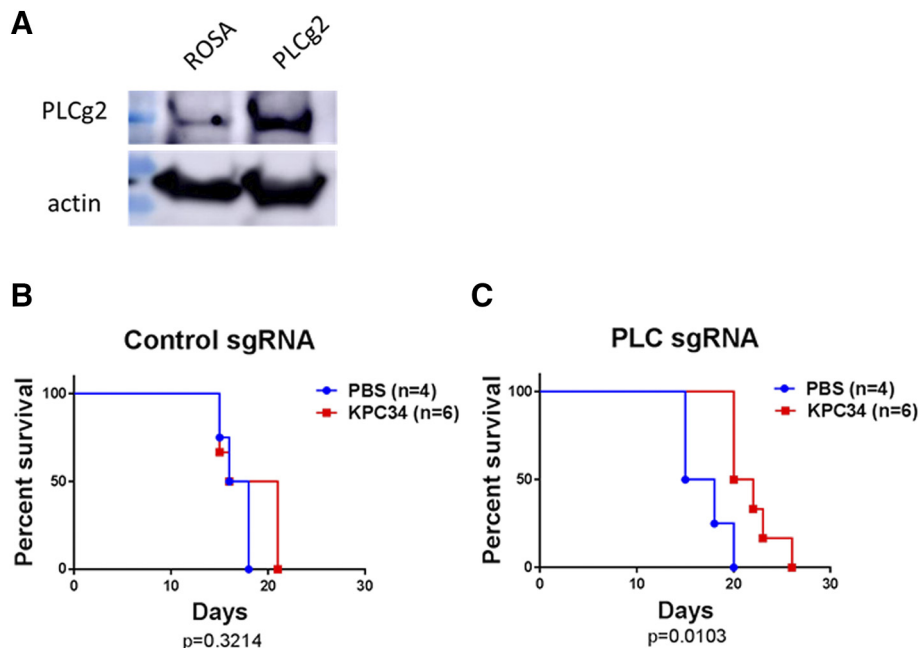 A
ROSA PLCg2
PLCg2
actin
B
Control sgRNA
Percent survival
100
50
0
0 10 20 30
Days
p=0.3214
PBS (n=4)
KPC34 (n=6)
C
PLC sgRNA
Percent survival
100
50
0
0 10 20 30
Days
p=0.0103
PBS (n=4)
KPC34 (n=6)